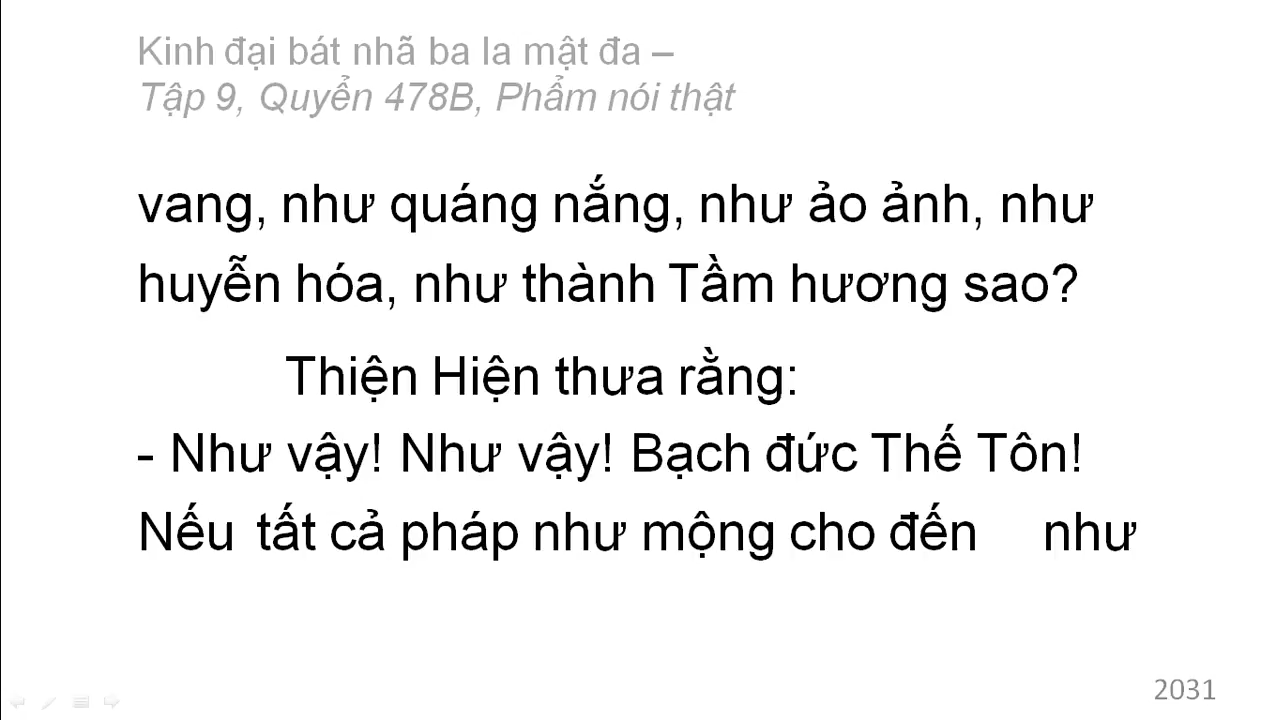 Kinh đại bát nhã ba la mật đa –
Tập 9, Quyển 478B, Phẩm nói thật
vang, như quáng nắng, như ảo ảnh, như
huyễn hóa, như thành Tầm hương sao?
Thiện Hiện thưa rằng:
- Như vậy! Như vậy! Bạch đức Thế Tôn!
Nếu tất cả pháp như mộng cho đến như
2031